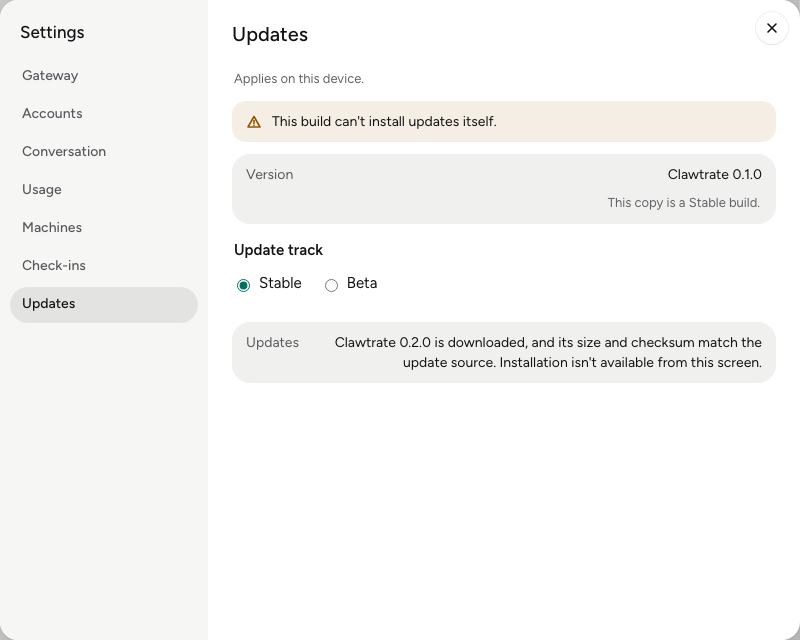 Settings
Gateway
Accounts
Conversation
Usage
Machines
Check-ins
Updates
Updates
Applies on this device.
This build can't install updates itself.
Version
Clawtrate 0.1.0
This copy is a Stable build.
Update track
Stable
Beta
Updates
Clawtrate 0.2.0 is downloaded, and its size and checksum match the
update source. Installation isn't available from this screen.